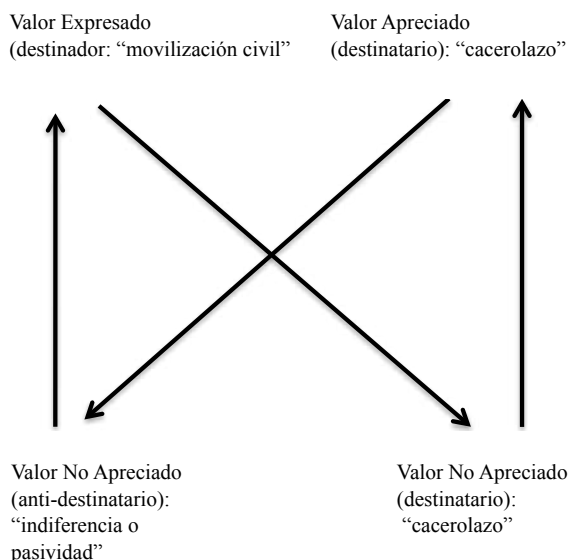 Valor Expresado
(destinador: “movilización civil”
Valor Apreciado
(destinatario): “cacerolazo”
Valor No Apreciado
(anti-destinatario):
“indiferencia o
pasividad”
Valor No Apreciado
(destinatario):
“cacerolazo”